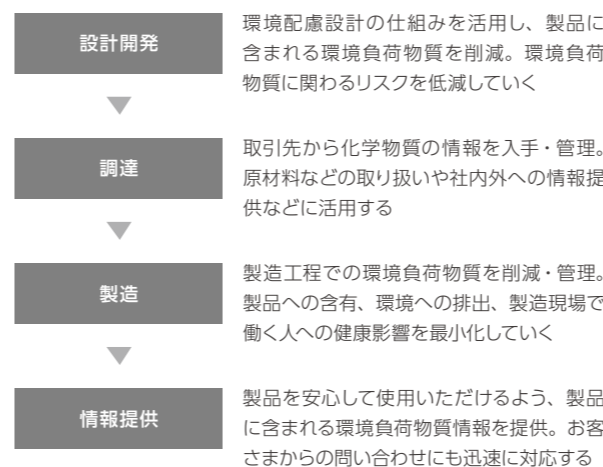 設計開発
環境配慮設計の仕組みを活用し、製品に
含まれる環境負荷物質を削減。環境負荷
物質に関わるリスクを低減していく
調達
取引先から化学物質の情報を入手・管理。
原材料などの取り扱いや社内外への情報提
供などに活用する
製造
製造工程での環境負荷物質を削減・管理。
製品への含有、環境への排出、製造現場で
働く人への健康影響を最小化していく
情報提供
製品を安心して使用いただけるよう、製品
に含まれる環境負荷物質情報を提供。お客
さまからの問い合わせにも迅速に対応する